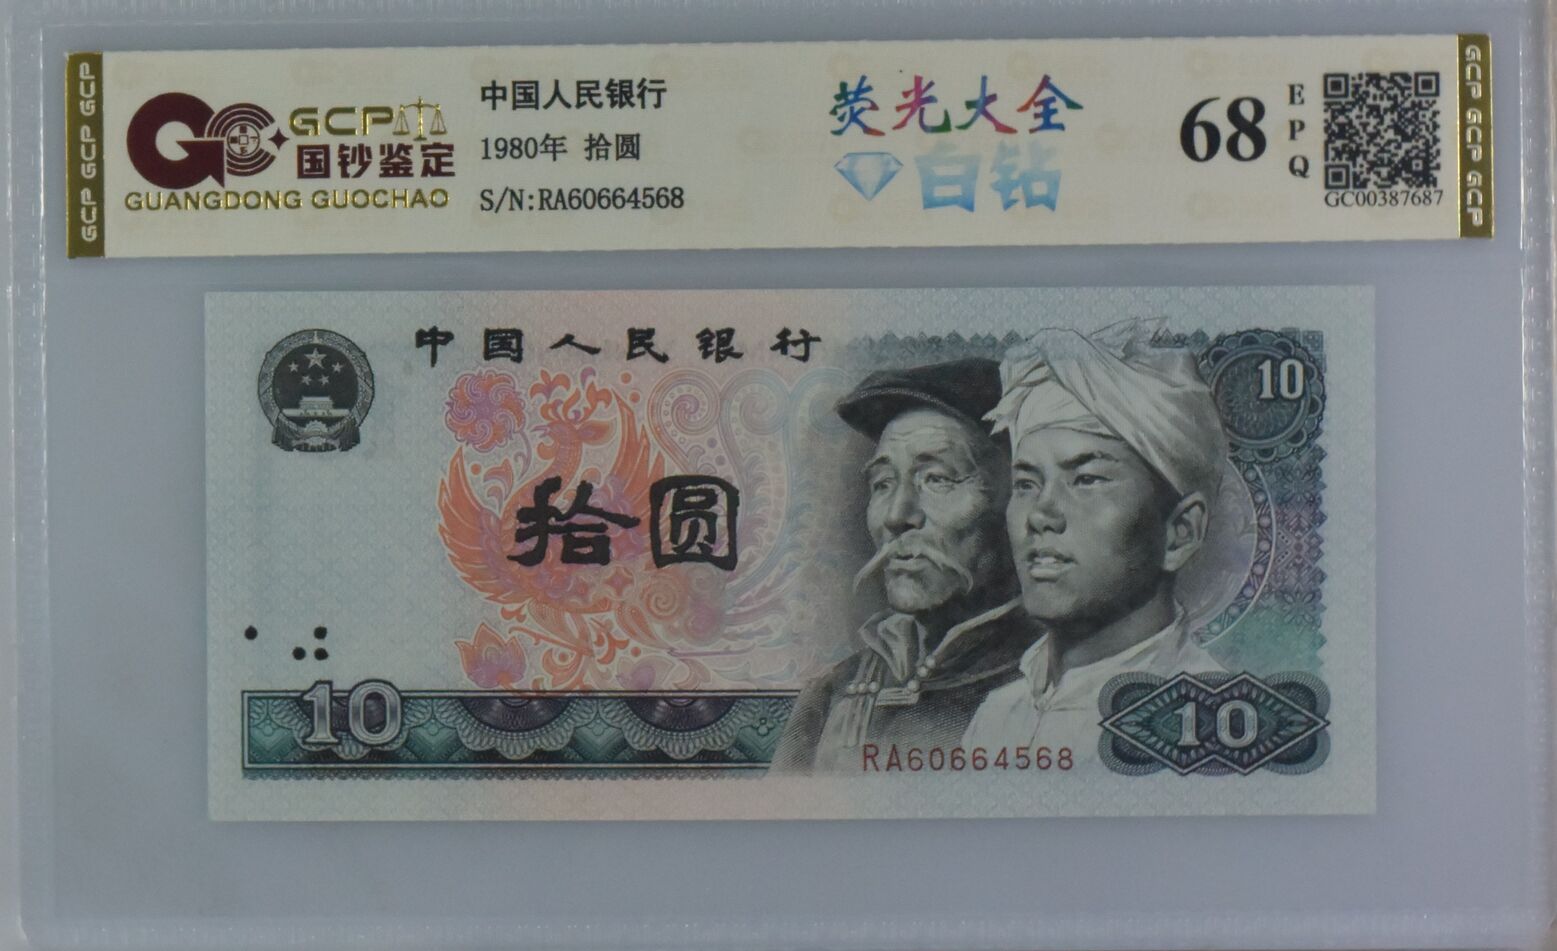 GCP GCP GCP
GCP
国钞鉴定
GUANGDONG GUOCHAO
中国人民银行
1980年 拾圆
S/N:RA60664568
荧光大全
白钻
68
EPQ
GC00387687
GCP GCP GCP
中国人民银行
10
拾圆
10
RA60664568
10